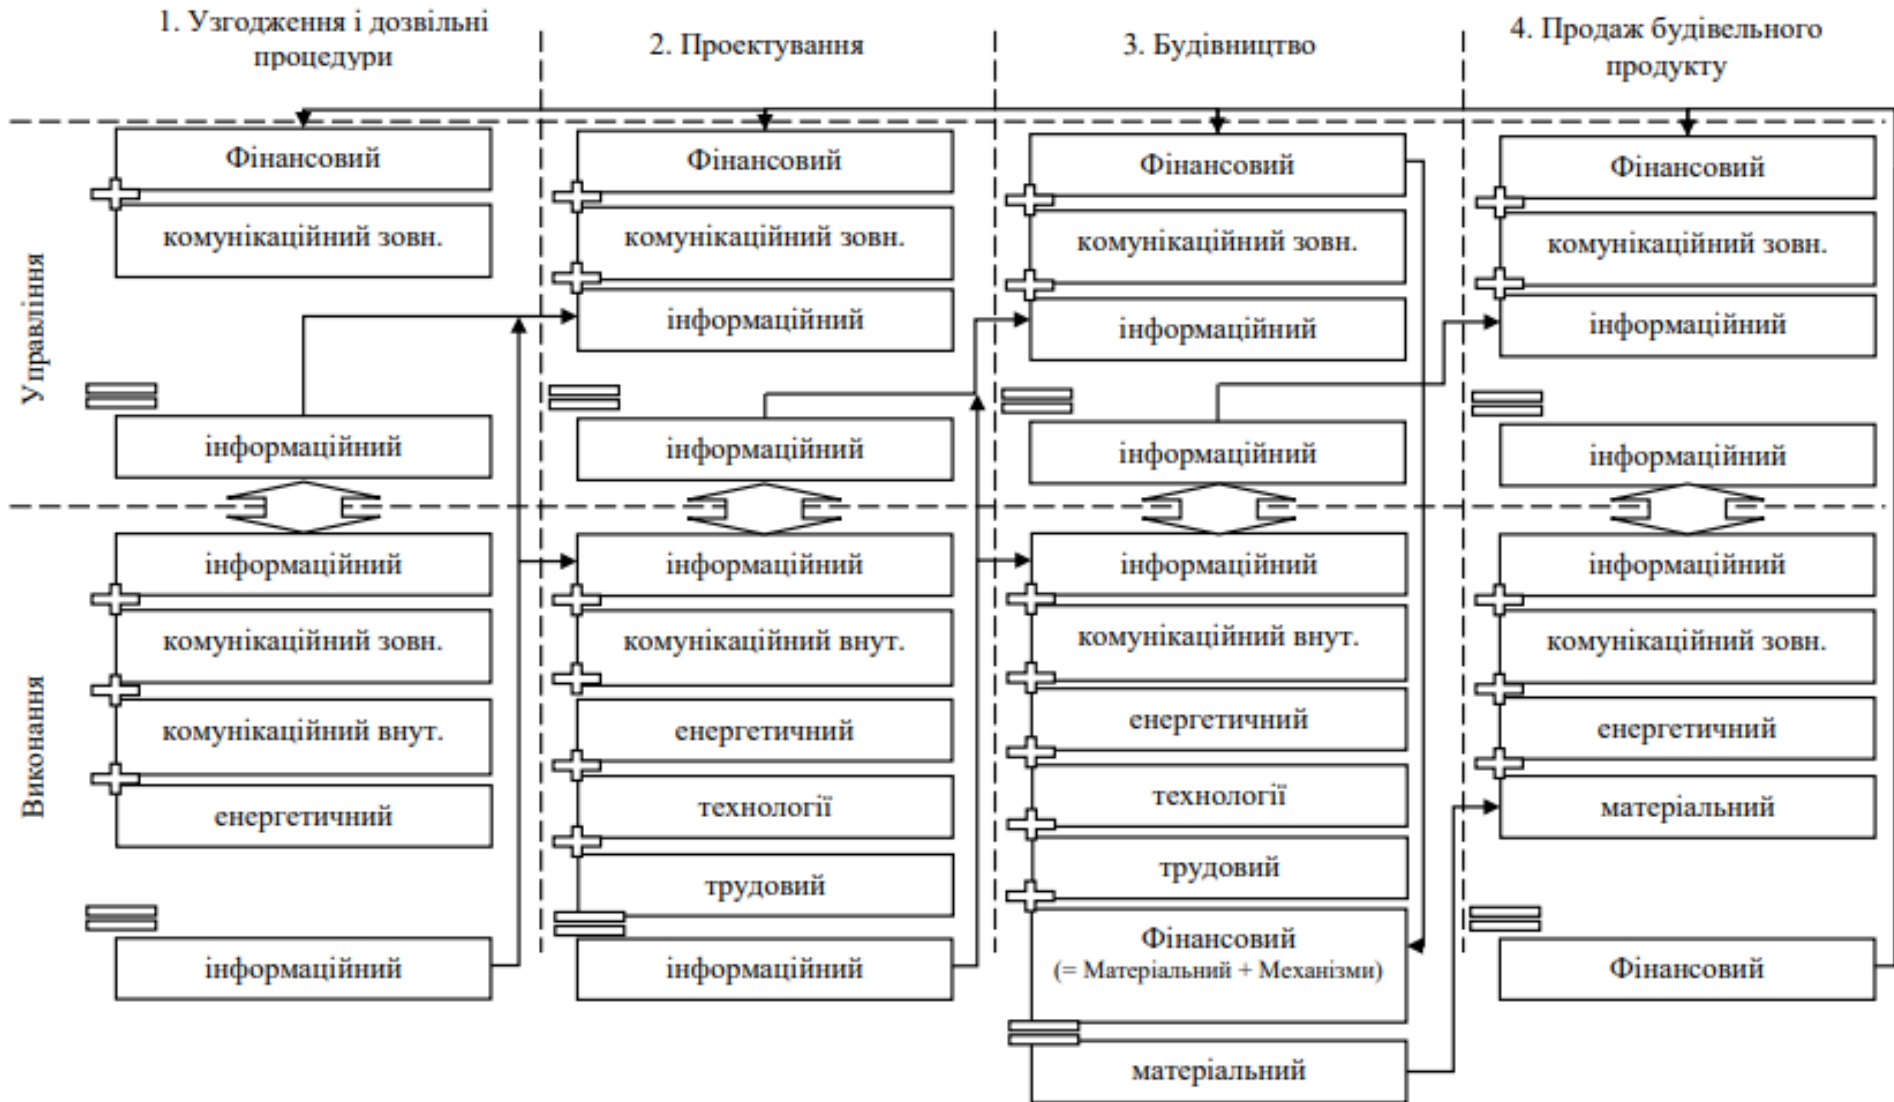 1. Узгодження і дозвільні
процедури
2. Проектування
3. Будівництво
4. Продаж будівельного
продукту
Управління
Фінансовий
комунікаційний зовн.
інформаційний
Фінансовий
комунікаційний зовн.
інформаційний
інформаційний
Фінансовий
комунікаційний зовн.
інформаційний
інформаційний
Фінансовий
комунікаційний зовн.
інформаційний
інформаційний
Виконання
інформаційний
комунікаційний зовн.
комунікаційний внут.
енергетичний
інформаційний
інформаційний
комунікаційний внут.
енергетичний
технології
трудовий
інформаційний
інформаційний
комунікаційний внут.
енергетичний
технології
трудовий
Фінансовий
(= Матеріальний + Механізми)
матеріальний
інформаційний
комунікаційний зовн.
енергетичний
матеріальний
Фінансовий